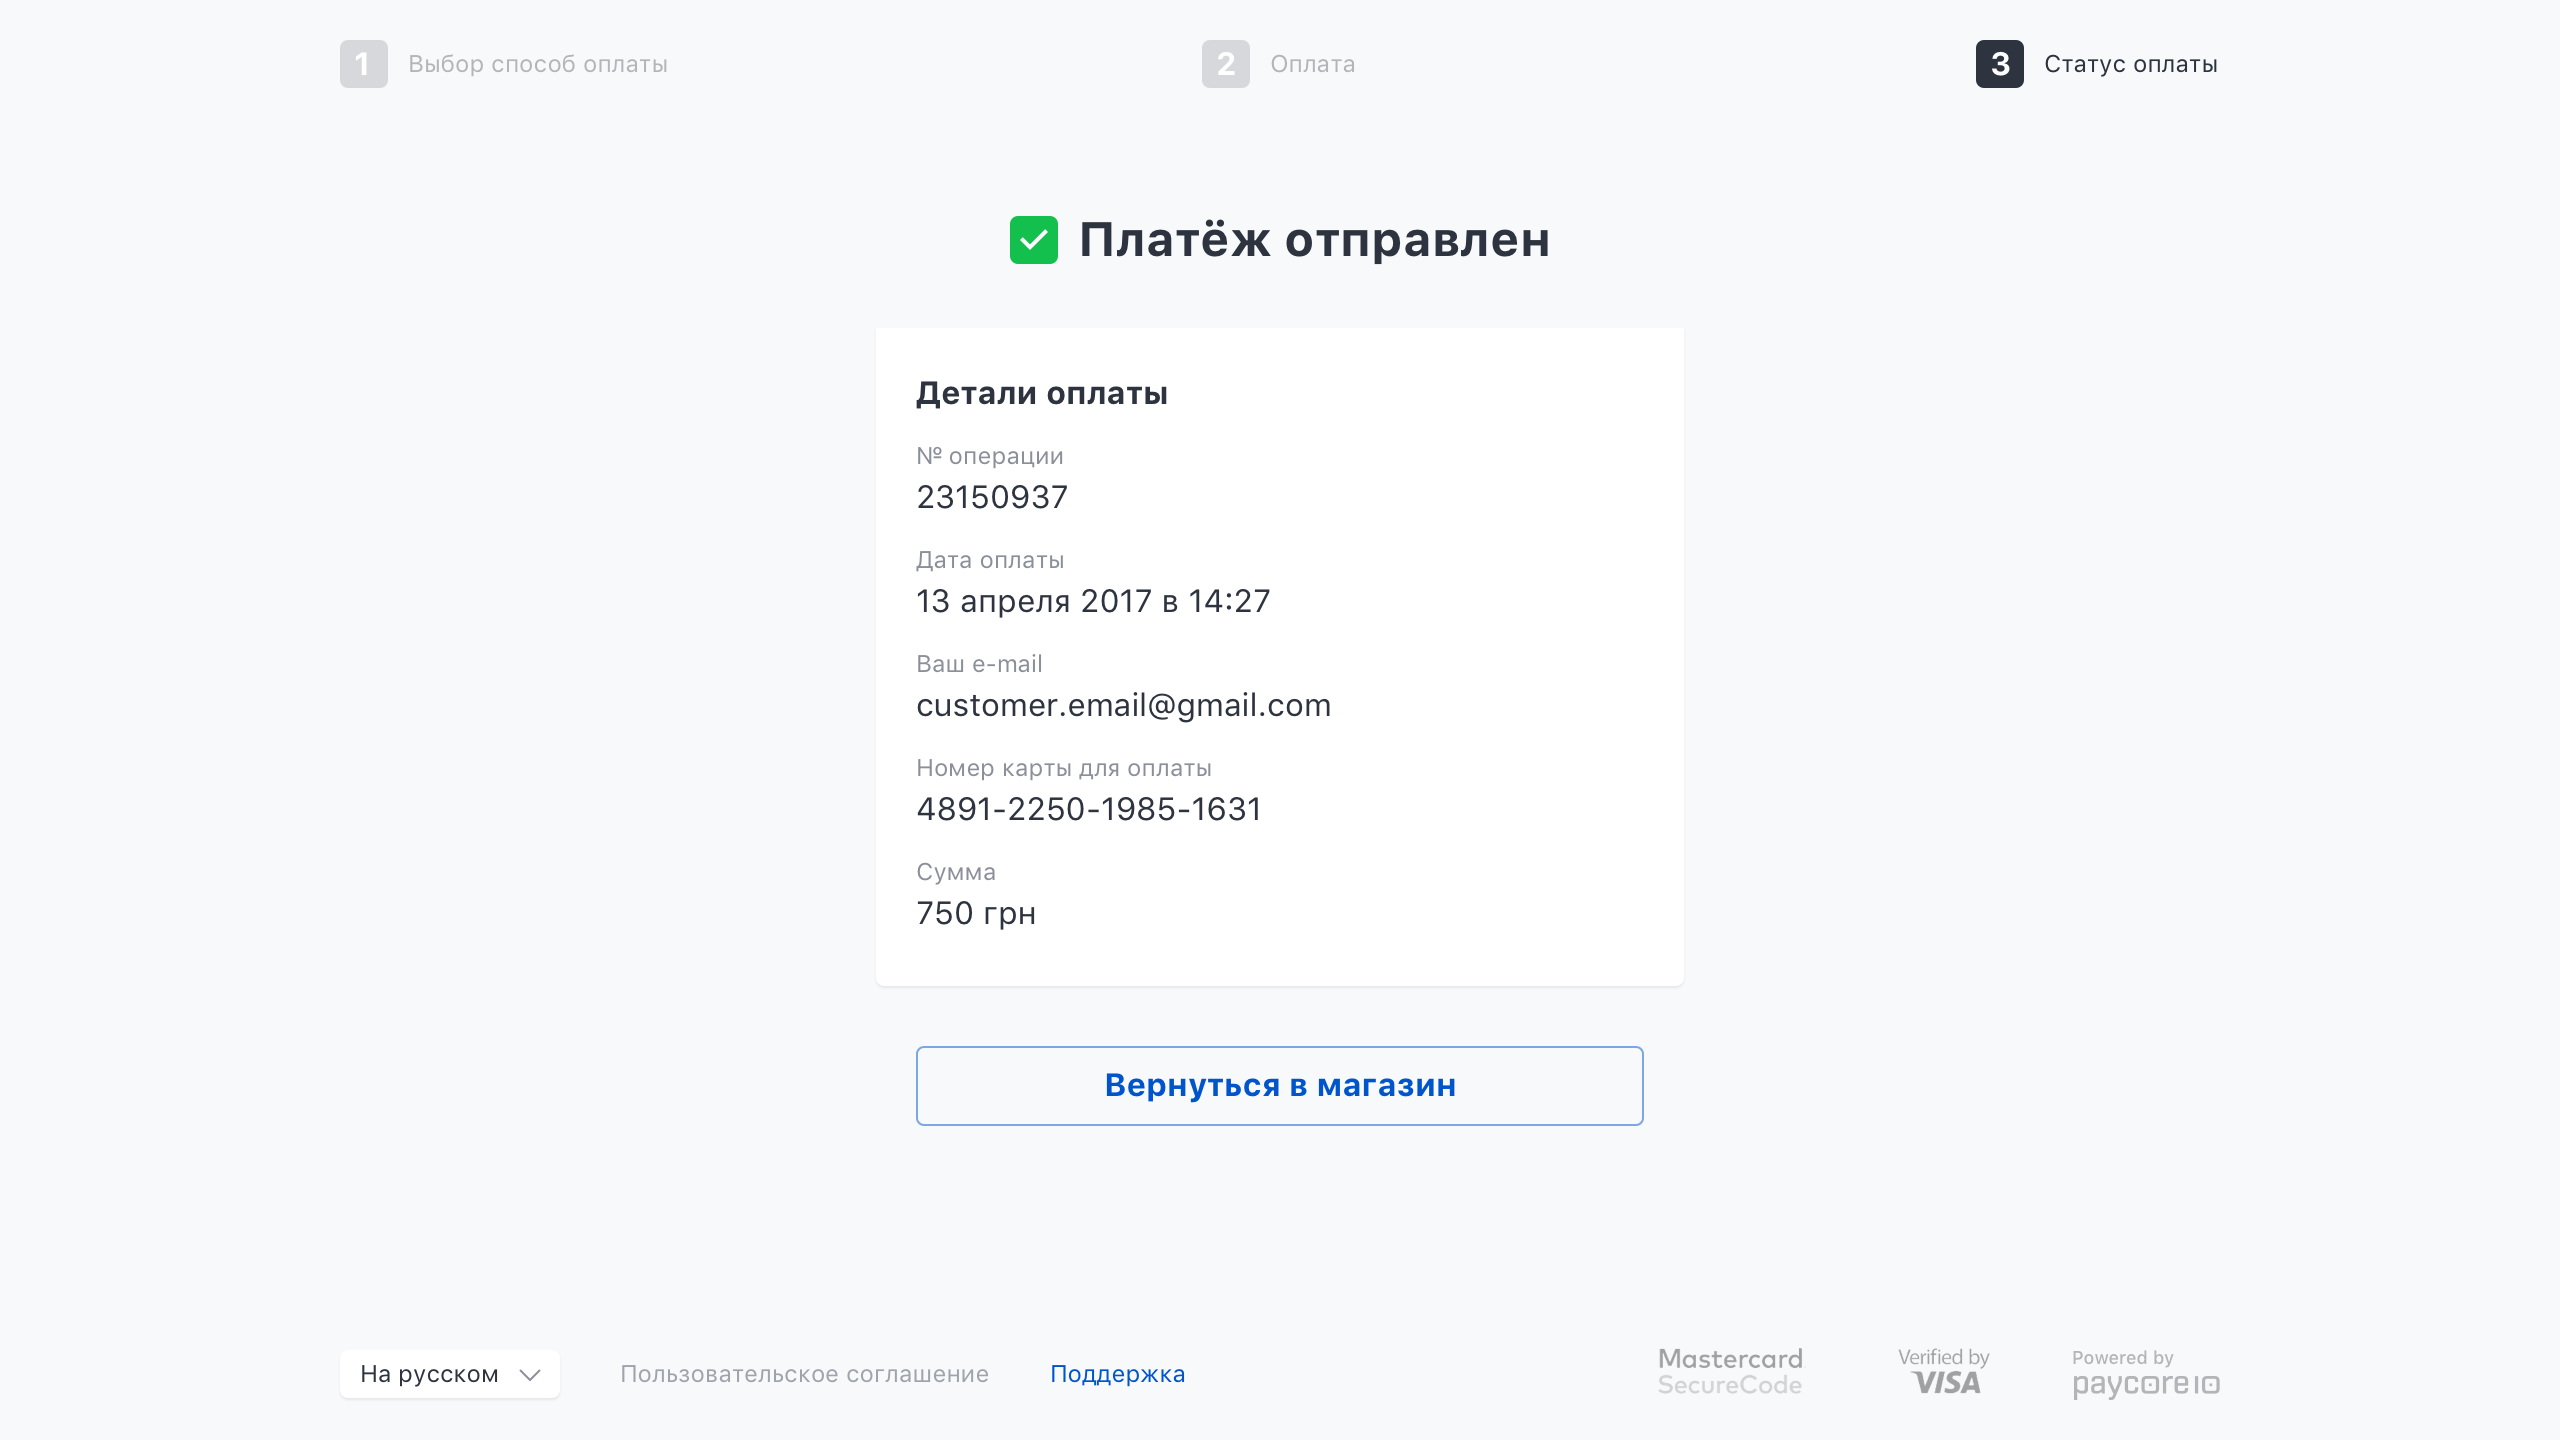 1 Выбор способ оплаты
2 Оплата
3 Статус оплаты
Платёж отправлен
Детали оплаты
№ операции
23150937
Дата оплаты
13 апреля 2017 в 14:27
Ваш e-mail
customer.email@gmail.com
Номер карты для оплаты
4891-2250-1985-1631
Сумма
750 грн
Вернуться в магазин
На русском
Пользовательское соглашение
Поддержка
Mastercard
SecureCode
Verified by
VISA
Powered by
paycore io